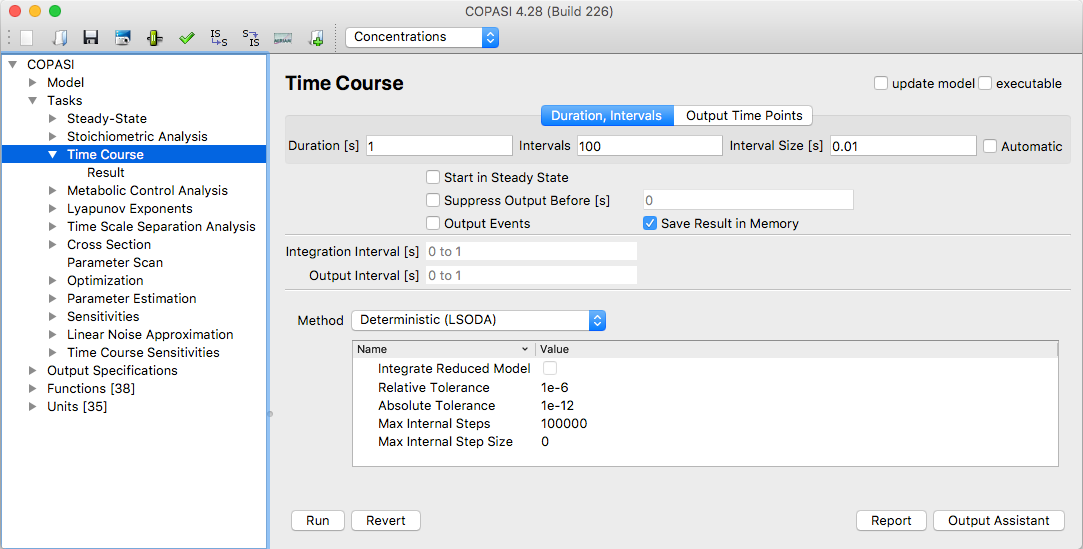 COPASI 4.28 (Build 226)
IS S
S IS
Concentrations
COPASI
Model
Tasks
Steady-State
Stoichiometric Analysis
Time Course
Result
Metabolic Control Analysis
Lyapunov Exponents
Time Scale Separation Analysis
Cross Section
Parameter Scan
Optimization
Parameter Estimation
Sensitivities
Linear Noise Approximation
Time Course Sensitivities
Output Specifications
Functions [38]
Units [35]
Time Course
update model executable
Duration, Intervals Output Time Points
Duration [s] 1 Intervals 100 Interval Size [s] 0.01 Automatic
Start in Steady State
Suppress Output Before [s] 0
Output Events Save Result in Memory
Integration Interval [s] 0 to 1
Output Interval [s] 0 to 1
Method Deterministic (LSODA)
Name Value
Integrate Reduced Model
Relative Tolerance 1e-6
Absolute Tolerance 1e-12
Max Internal Steps 100000
Max Internal Step Size 0
Run Revert Report Output Assistant